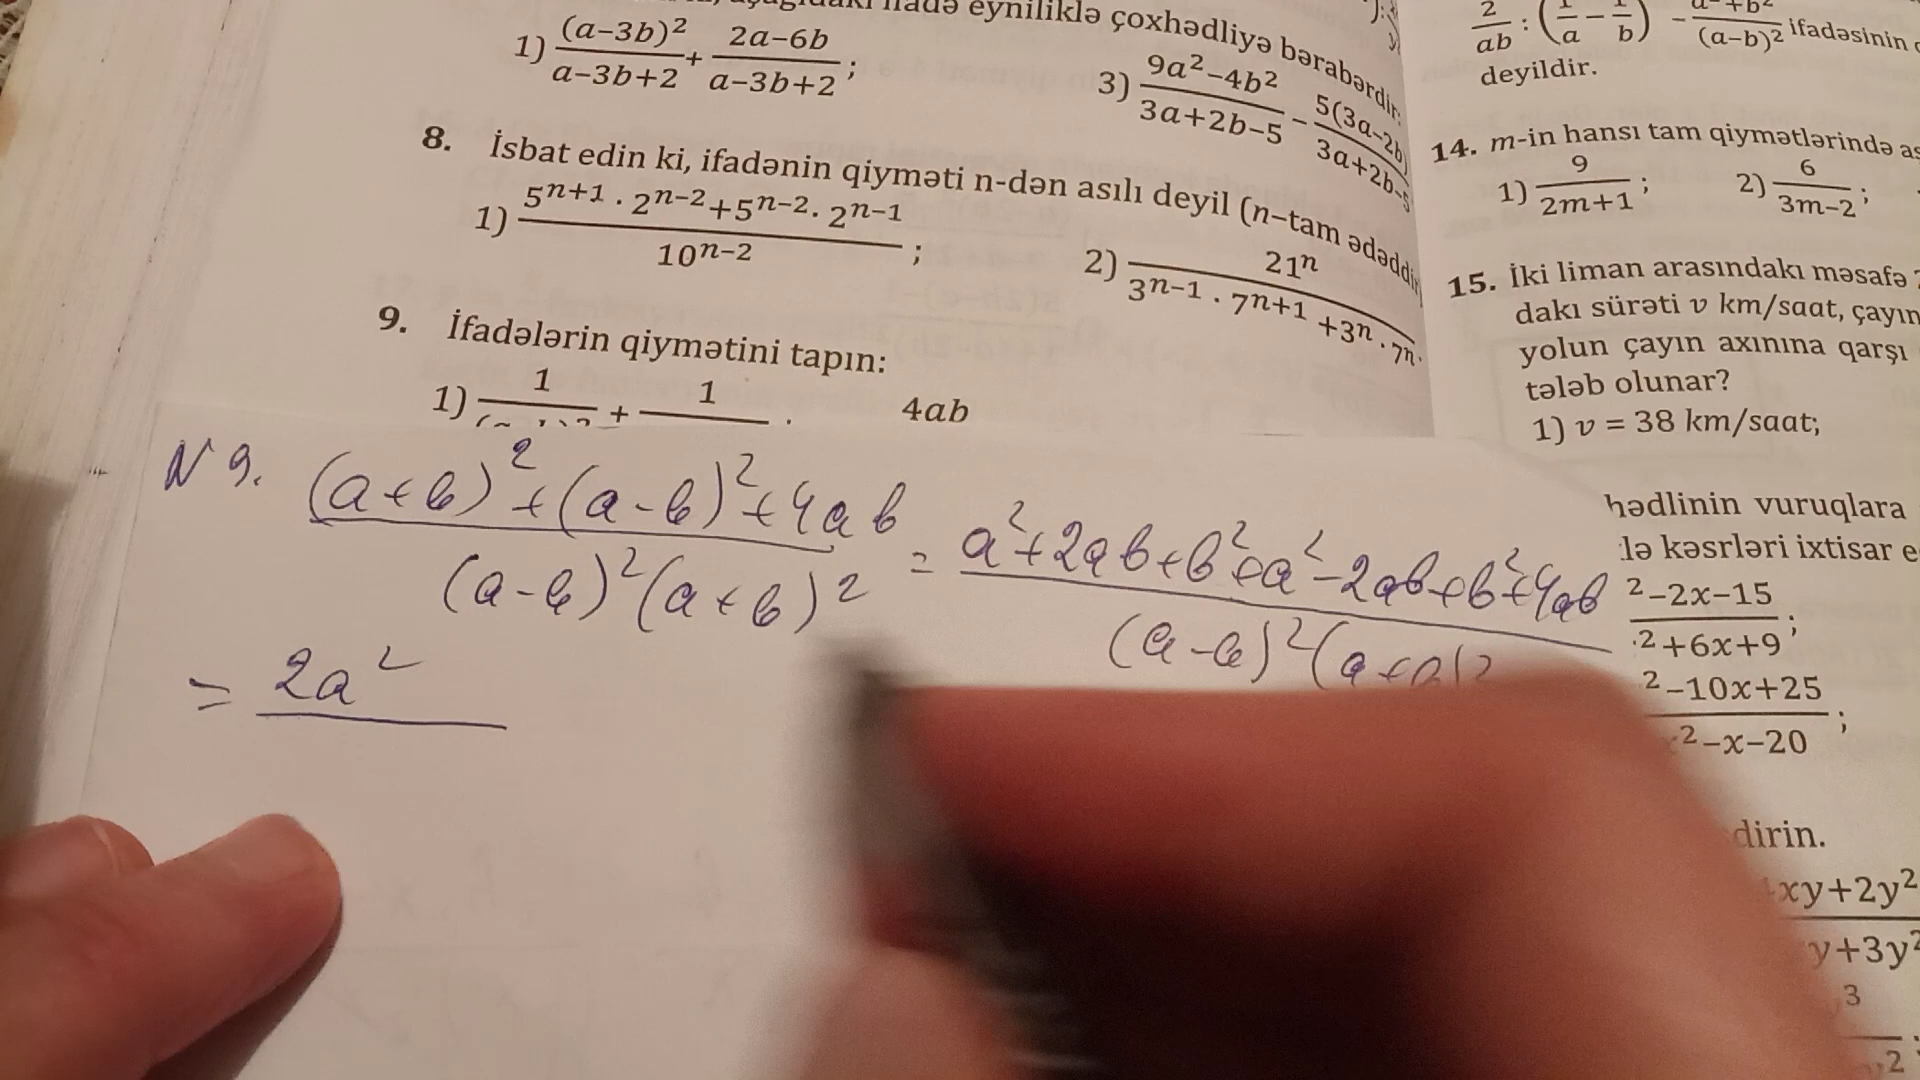 eyniliklə çoxhədliyə bərabərdir:
1) (a-3b)²/(a-3b+2) + (2a-6b)/(a-3b+2);
3) (9a²-4b²)/(3a+2b-5) - 5(3a-2b)/(3a+2b-5)
8. İsbat edin ki, ifadənin qiyməti n-dən asılı deyil (n-tam ədəddir
1) (5ⁿ⁺¹ · 2ⁿ⁻² + 5ⁿ⁻² · 2ⁿ⁻¹)/10ⁿ⁻²;
2) 21ⁿ/(3ⁿ⁻¹ · 7ⁿ⁺¹ + 3ⁿ · 7ⁿ)
9. İfadələrin qiymətini tapın:
1) 1 + 1 4ab
N 9. ((a+b)² + (a-b)² + 4ab)/((a-b)²(a+b)²) = (a²+2ab+b²+a²-2ab+b²+4ab)/((a-b)²(a+b)²)
= 2a²
2/ab : (1/a - 1/b) - (a²+b²)/(a-b)² ifadəsinin
deyildir.
14. m-in hansı tam qiymətlərində
1) 9/(2m+1); 2) 6/(3m-2);
15. İki liman arasındakı məsafə
dakı sürəti v km/saat, çayın
yolun çayın axınına qarşı
tələb olunar?
1) v = 38 km/saat;
vuruqlara
kəsrləri ixtisar
²-2x-15
²+6x+9;
²-10x+25
²-x-20;
xy+2y²
y+3y²
3
2